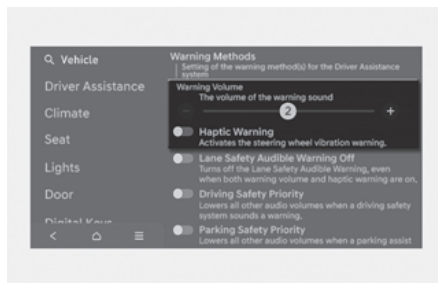 Vehicle
Driver Assistance
Climate
Seat
Lights
Door
Digital Keys
Warning Methods
Setting of the warning method(s) for the Driver Assistance
system
Warning Volume
The volume of the warning sound
2
Haptic Warning
Activates the steering wheel vibration warning.
Lane Safety Audible Warning Off
Turns off the Lane Safety Audible Warning, even
when both warning volume and haptic warning are on.
Driving Safety Priority
Lowers all other audio volumes when a driving safety
system sounds a warning.
Parking Safety Priority
Lowers all other audio volumes when a parking assist